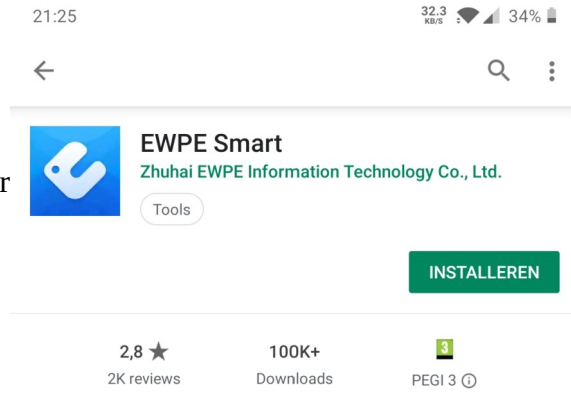 21:25
32.3 KB/S
34%
EWPE Smart
r
Zhuhai EWPE Information Technology Co., Ltd.
Tools
INSTALLEREN
2,8 ★
100K+
3
2K reviews
Downloads
PEGI 3